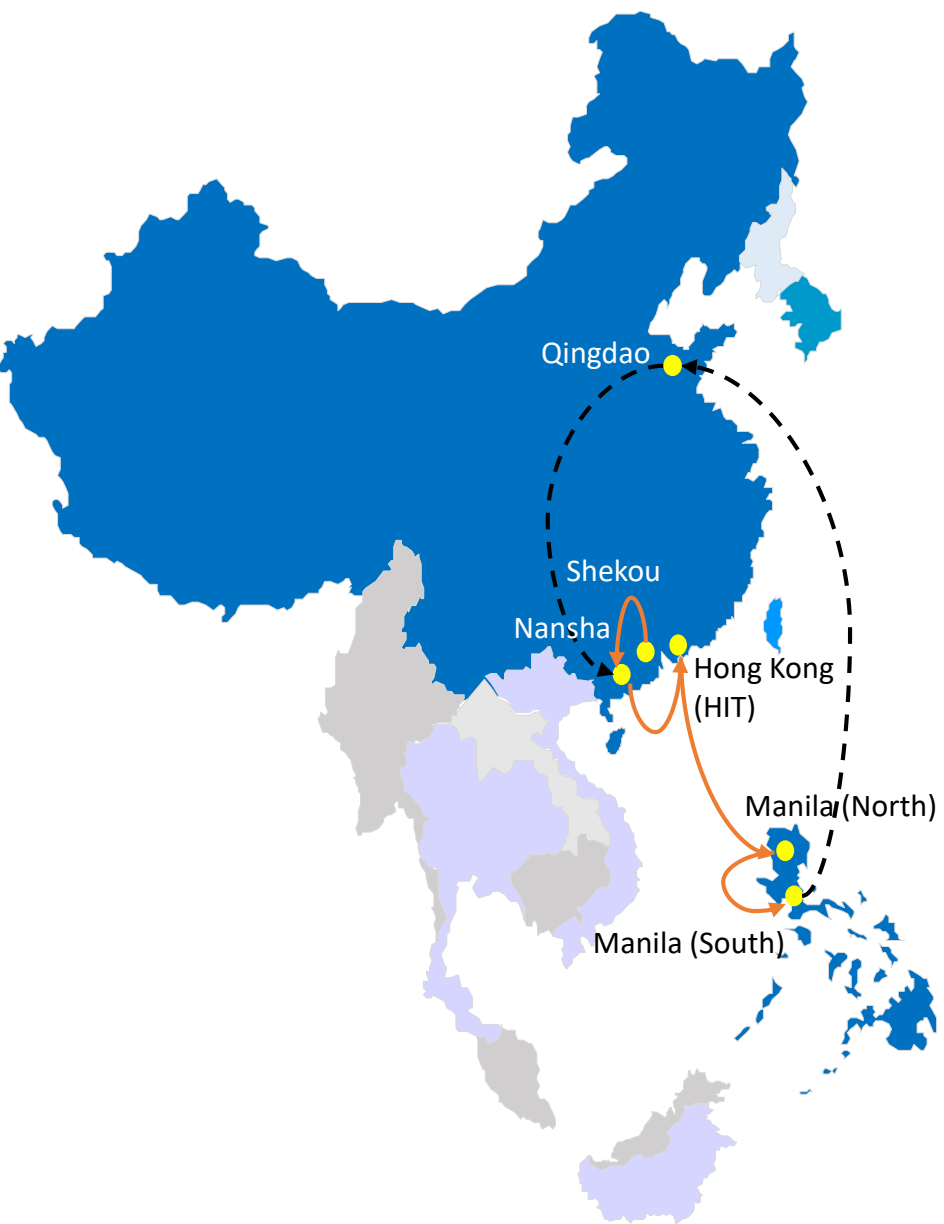 Qingdao
Shekou
Nansha
Hong Kong
(HIT)
Manila (North)
Manila (South)